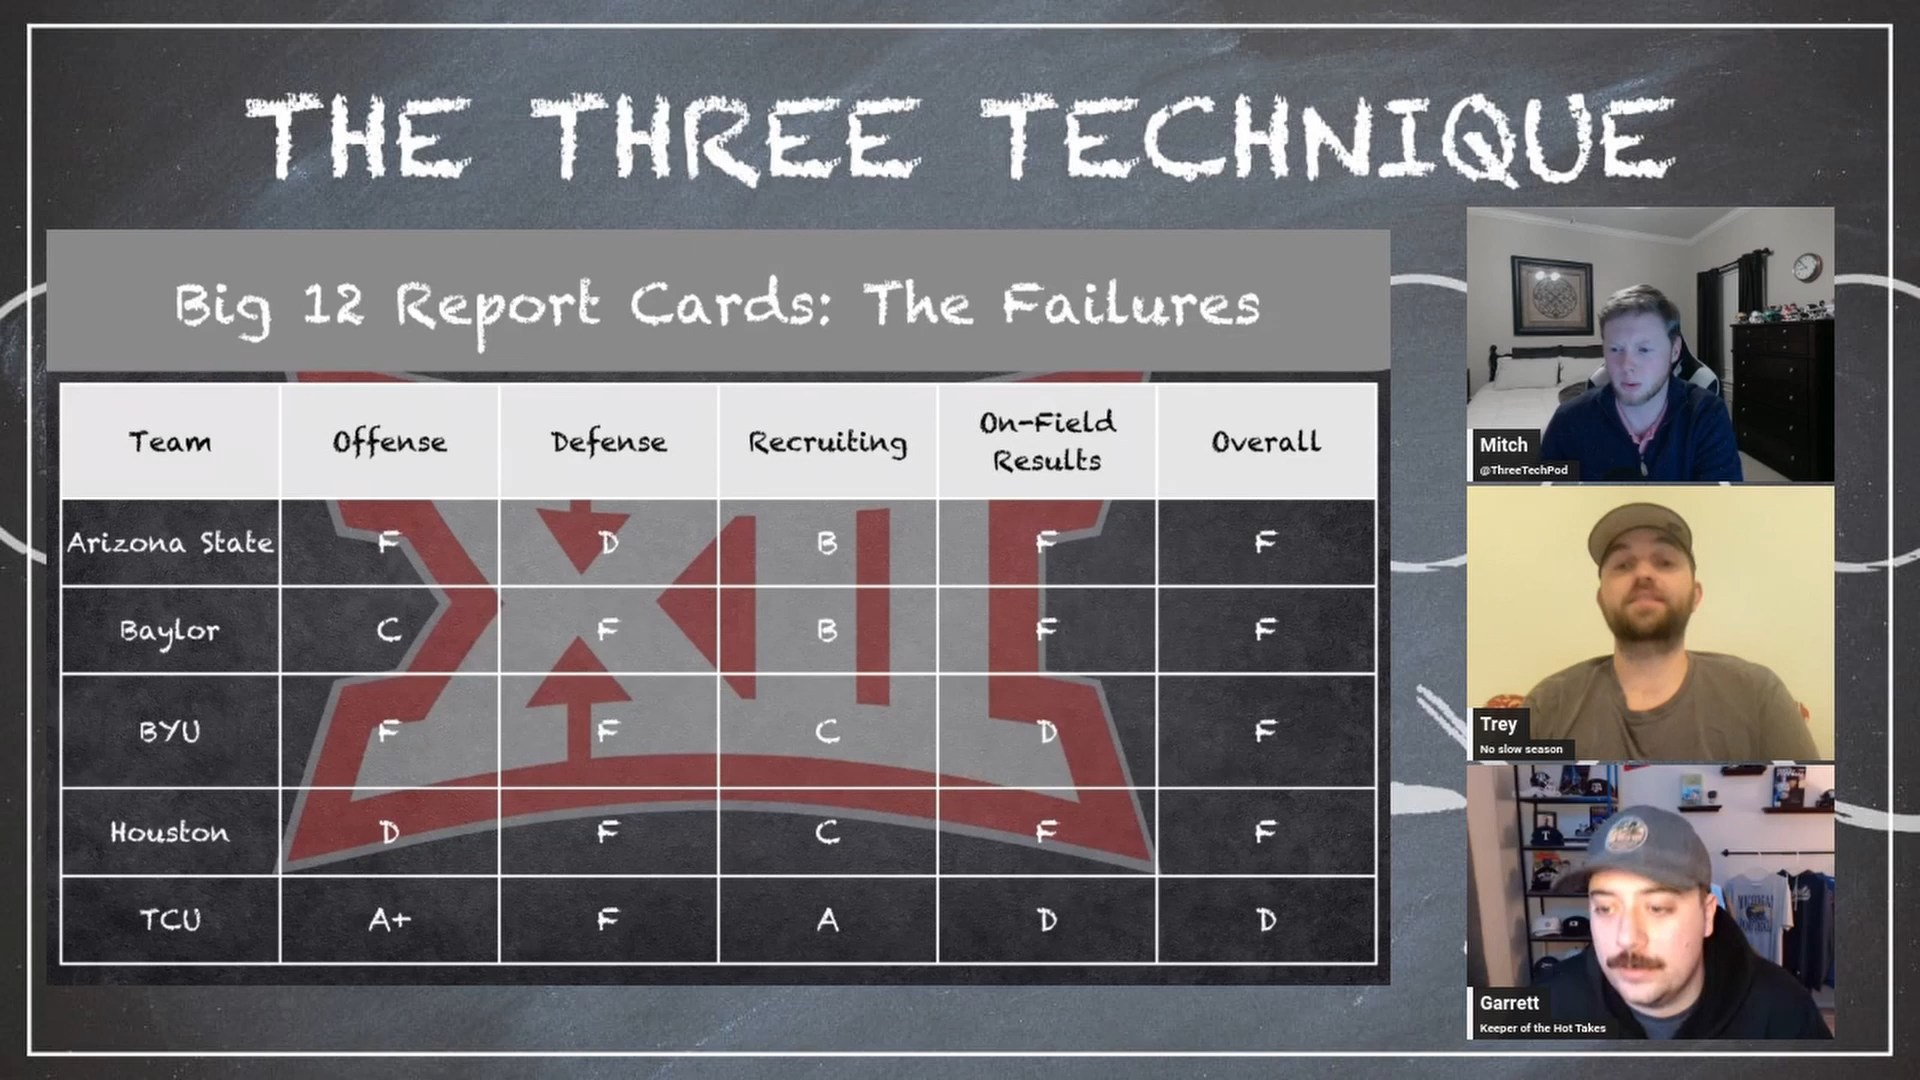 THE THREE TECHNIQUE
Big 12 Report Cards: The Failures
Team Offense Defense Recruiting On-Field Results Overall
Arizona State F D B F F
Baylor C F B F F
BYU F F C D F
Houston D F C F F
TCU A+ F A D D
Mitch
@ThreeTechPod
Trey
No slow season
Garrett
Keeper of the Hot Takes